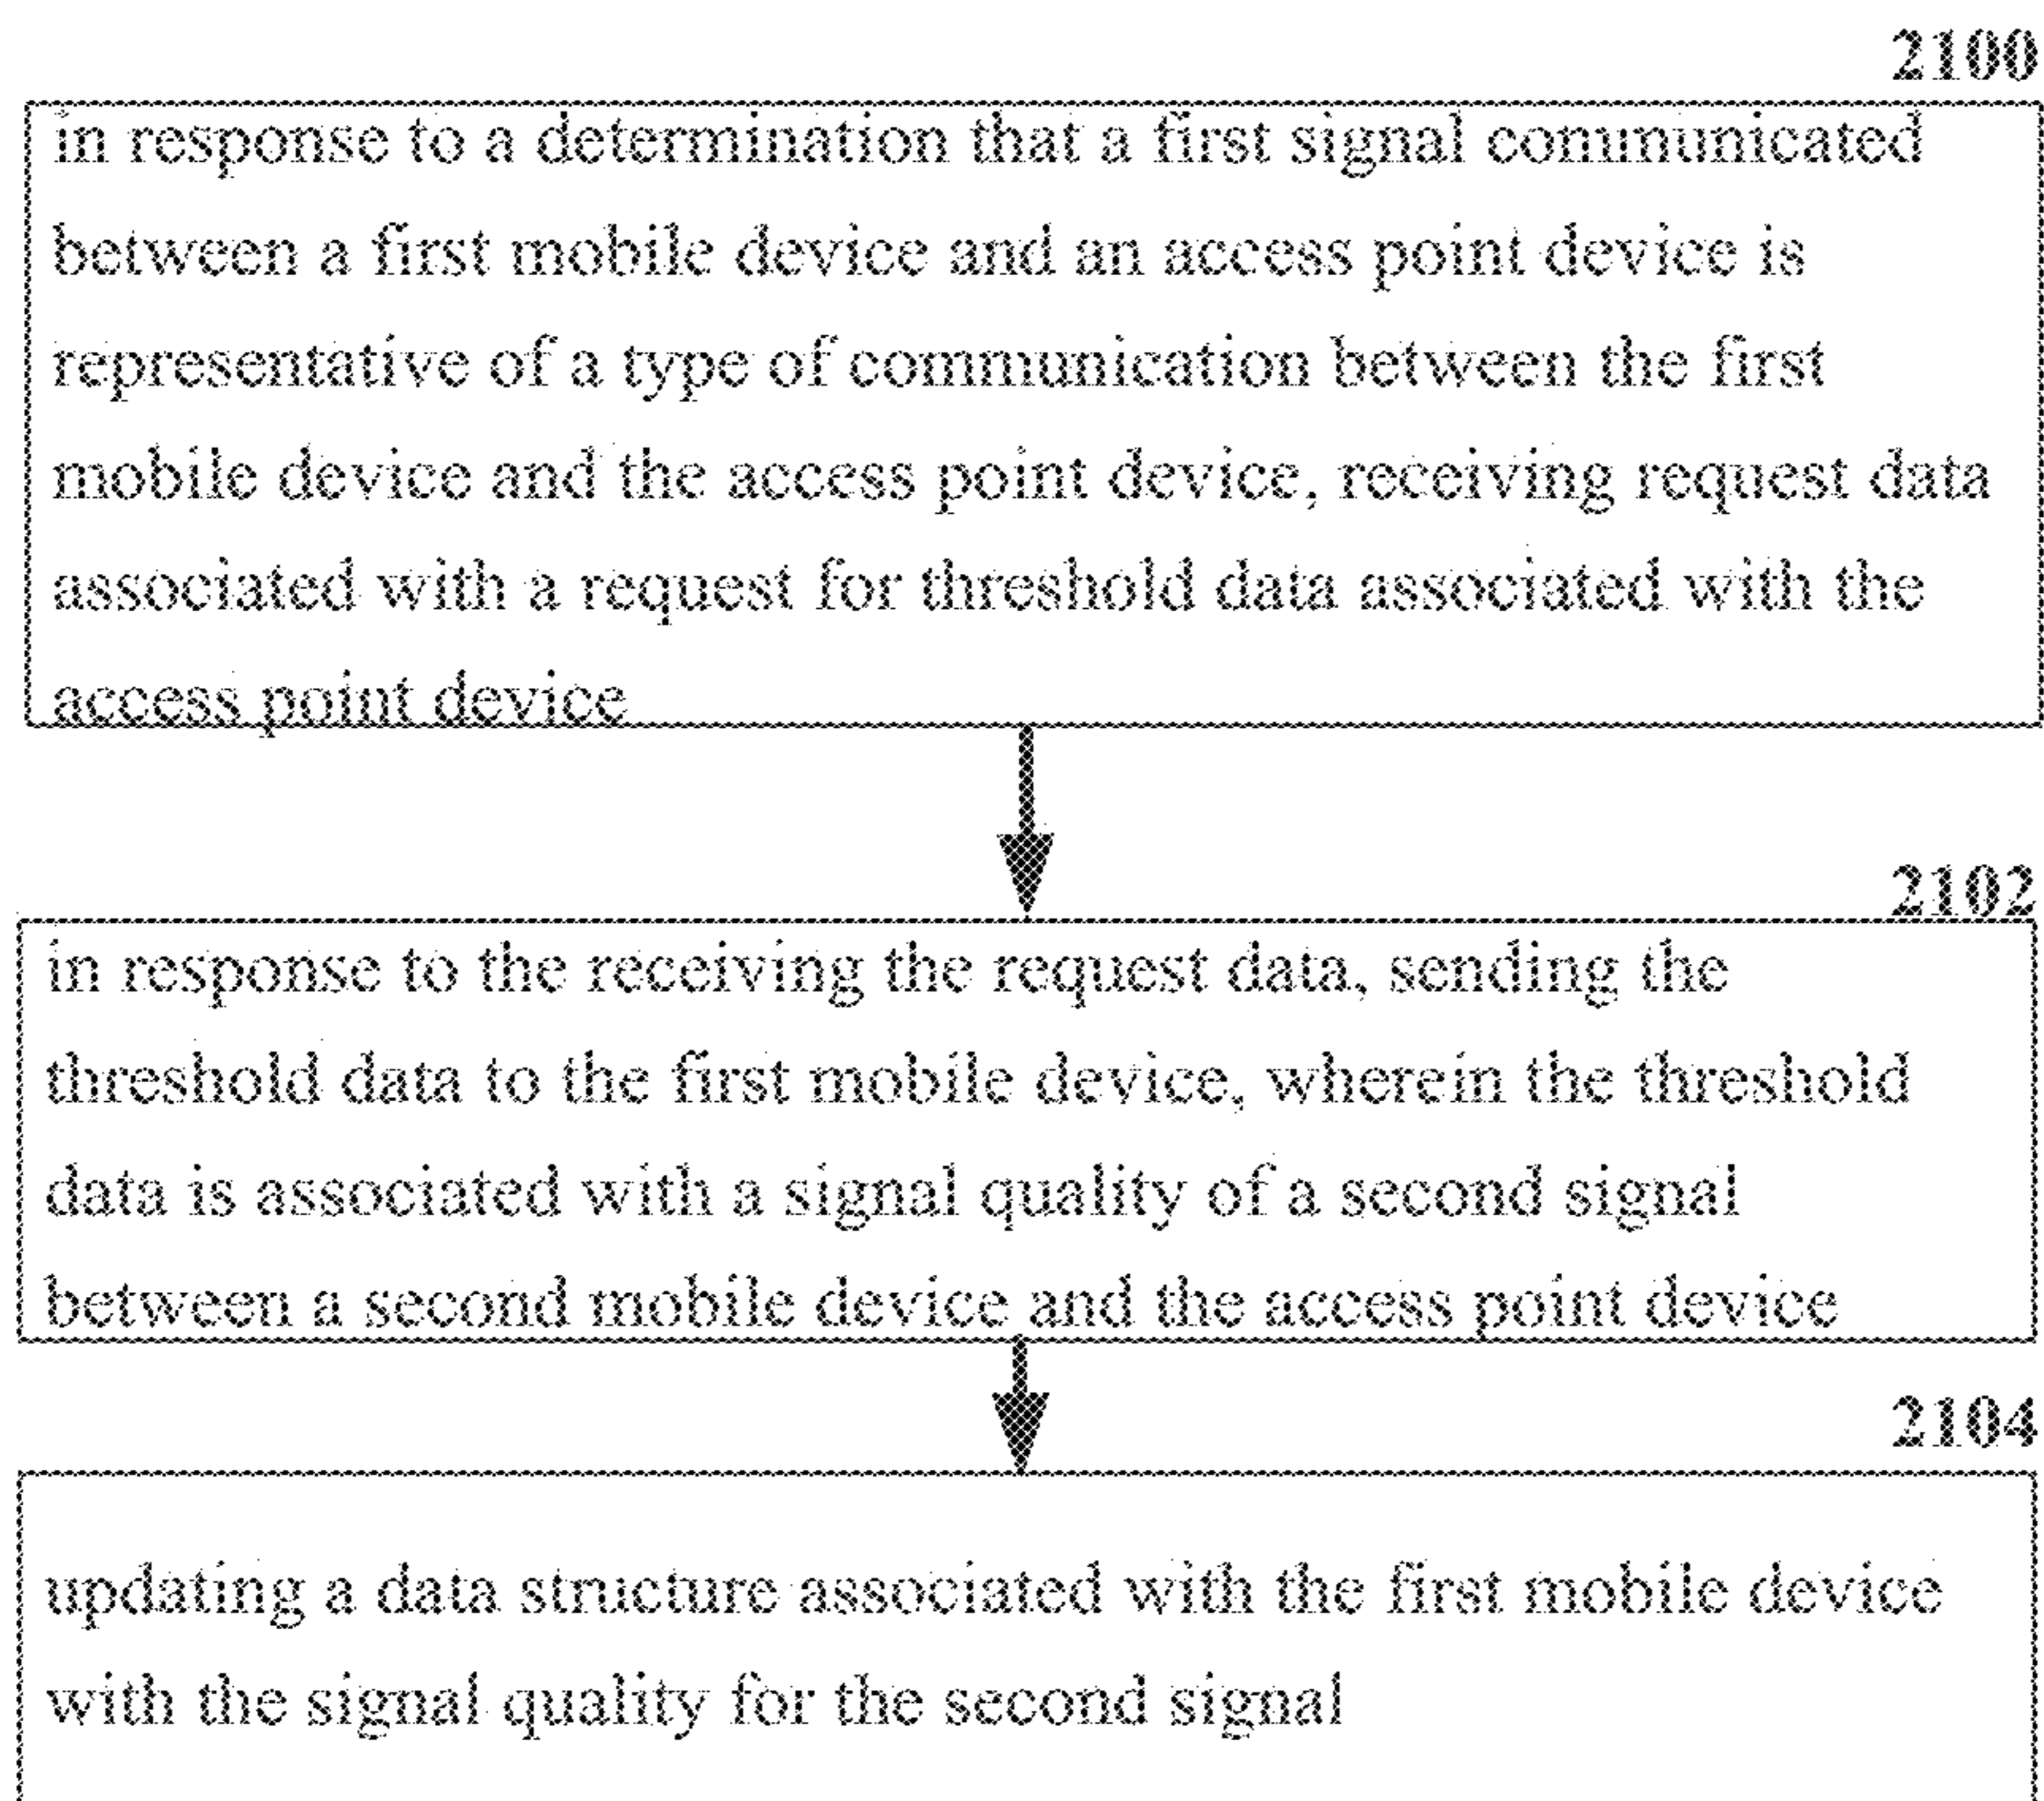 2100
in response to a determination that a first signal communicated
between a first mobile device and an access point device is
representative of a type of communication between the first
mobile device and the access point device, receiving request data
associated with a request for threshold data associated with the
access point device
2102
in response to the receiving the request data, sending the
threshold data to the first mobile device, wherein the threshold
data is associated with a signal quality of a second signal
between a second mobile device and the access point device
2104
updating a data structure associated with the first mobile device
with the signal quality for the second signal